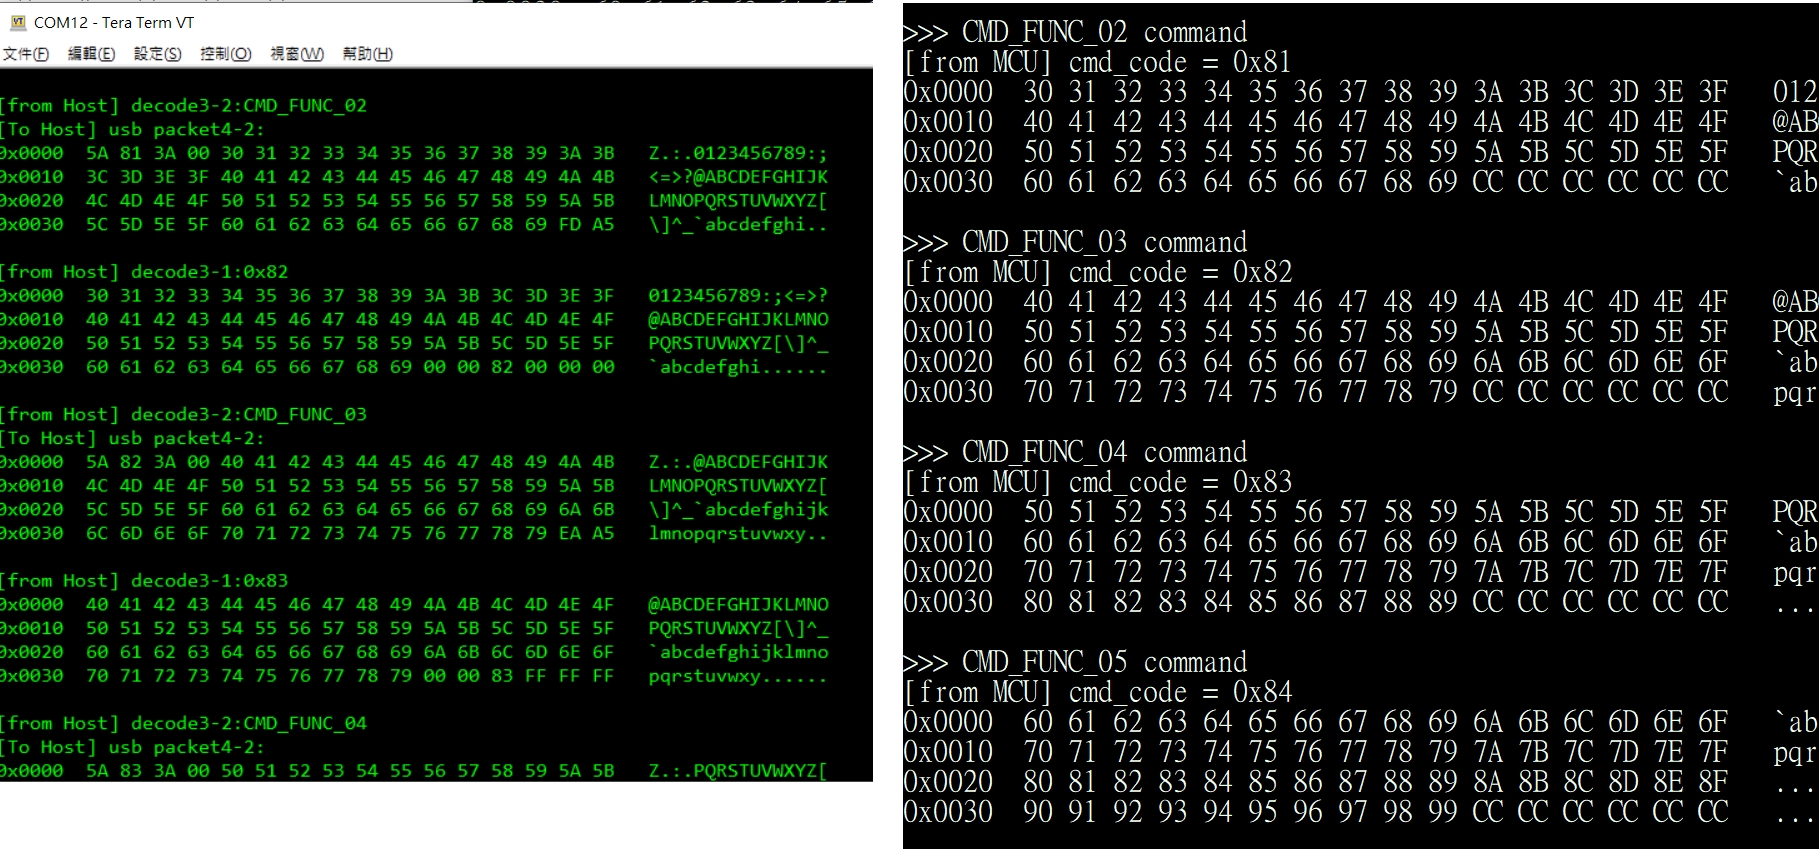 COM12 - Tera Term VT
文件(F) 編輯(E) 設定(S) 控制(O) 視窗(W) 幫助(H)
[from Host] decode3-2:CMD_FUNC_02
[To Host] usb packet4-2:
0x0000 5A 81 3A 00 30 31 32 33 34 35 36 37 38 39 3A 3B Z.:.0123456789:;
0x0010 3C 3D 3E 3F 40 41 42 43 44 45 46 47 48 49 4A 4B <=>?@ABCDEFGHIJK
0x0020 4C 4D 4E 4F 50 51 52 53 54 55 56 57 58 59 5A 5B LMNOPQRSTUVWXYZ[
0x0030 5C 5D 5E 5F 60 61 62 63 64 65 66 67 68 69 FD A5 \]^_`abcdefghi..
[from Host] decode3-1:0x82
0x0000 30 31 32 33 34 35 36 37 38 39 3A 3B 3C 3D 3E 3F 0123456789:;<=>?
0x0010 40 41 42 43 44 45 46 47 48 49 4A 4B 4C 4D 4E 4F @ABCDEFGHIJKLMNO
0x0020 50 51 52 53 54 55 56 57 58 59 5A 5B 5C 5D 5E 5F PQRSTUVWXYZ[\]^_
0x0030 60 61 62 63 64 65 66 67 68 69 00 00 82 00 00 00 `abcdefghi......
[from Host] decode3-2:CMD_FUNC_03
[To Host] usb packet4-2:
0x0000 5A 82 3A 00 40 41 42 43 44 45 46 47 48 49 4A 4B Z.:.@ABCDEFGHIJK
0x0010 4C 4D 4E 4F 50 51 52 53 54 55 56 57 58 59 5A 5B LMNOPQRSTUVWXYZ[
0x0020 5C 5D 5E 5F 60 61 62 63 64 65 66 67 68 69 6A 6B \]^_`abcdefghijk
0x0030 6C 6D 6E 6F 70 71 72 73 74 75 76 77 78 79 EA A5 lmnopqrstuvwxy..
[from Host] decode3-1:0x83
0x0000 40 41 42 43 44 45 46 47 48 49 4A 4B 4C 4D 4E 4F @ABCDEFGHIJKLMNO
0x0010 50 51 52 53 54 55 56 57 58 59 5A 5B 5C 5D 5E 5F PQRSTUVWXYZ[\]^_
0x0020 60 61 62 63 64 65 66 67 68 69 6A 6B 6C 6D 6E 6F `abcdefghijklmno
0x0030 70 71 72 73 74 75 76 77 78 79 00 00 83 FF FF FF pqrstuvwxy......
[from Host] decode3-2:CMD_FUNC_04
[To Host] usb packet4-2:
0x0000 5A 83 3A 00 50 51 52 53 54 55 56 57 58 59 5A 5B Z.:.PQRSTUVWXYZ[
>>> CMD_FUNC_02 command
[from MCU] cmd_code = 0x81
0x0000 30 31 32 33 34 35 36 37 38 39 3A 3B 3C 3D 3E 3F 012
0x0010 40 41 42 43 44 45 46 47 48 49 4A 4B 4C 4D 4E 4F @AB
0x0020 50 51 52 53 54 55 56 57 58 59 5A 5B 5C 5D 5E 5F PQR
0x0030 60 61 62 63 64 65 66 67 68 69 CC CC CC CC CC CC `ab
>>> CMD_FUNC_03 command
[from MCU] cmd_code = 0x82
0x0000 40 41 42 43 44 45 46 47 48 49 4A 4B 4C 4D 4E 4F @AB
0x0010 50 51 52 53 54 55 56 57 58 59 5A 5B 5C 5D 5E 5F PQR
0x0020 60 61 62 63 64 65 66 67 68 69 6A 6B 6C 6D 6E 6F `ab
0x0030 70 71 72 73 74 75 76 77 78 79 CC CC CC CC CC CC pqr
>>> CMD_FUNC_04 command
[from MCU] cmd_code = 0x83
0x0000 50 51 52 53 54 55 56 57 58 59 5A 5B 5C 5D 5E 5F PQR
0x0010 60 61 62 63 64 65 66 67 68 69 6A 6B 6C 6D 6E 6F `ab
0x0020 70 71 72 73 74 75 76 77 78 79 7A 7B 7C 7D 7E 7F pqr
0x0030 80 81 82 83 84 85 86 87 88 89 CC CC CC CC CC CC ...
>>> CMD_FUNC_05 command
[from MCU] cmd_code = 0x84
0x0000 60 61 62 63 64 65 66 67 68 69 6A 6B 6C 6D 6E 6F `ab
0x0010 70 71 72 73 74 75 76 77 78 79 7A 7B 7C 7D 7E 7F pqr
0x0020 80 81 82 83 84 85 86 87 88 89 8A 8B 8C 8D 8E 8F ...
0x0030 90 91 92 93 94 95 96 97 98 99 CC CC CC CC CC CC ...